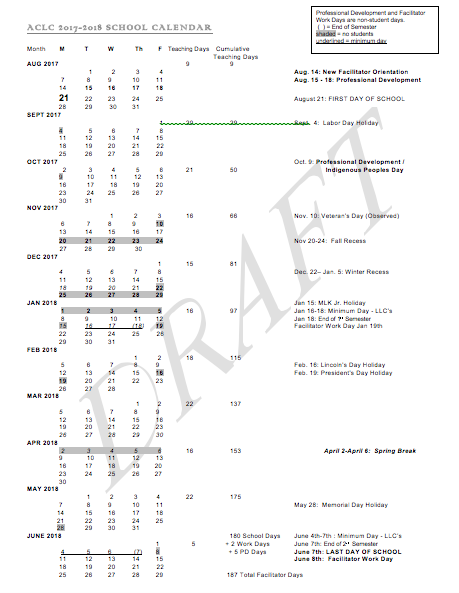 Professional Development and Facilitator
Work Days are non-student days.
( ) = End of Semester
shaded = no students
underlined = minimum day
ACLC 2017-2018 SCHOOL CALENDAR
Month M T W Th F Teaching Days Cumulative
Teaching Days
AUG 2017 9 9
1 2 3 4 Aug. 14: New Facilitator Orientation
7 8 9 10 11 Aug. 15 - 18: Professional Development
14 15 16 17 18
21 22 23 24 25 August 21: FIRST DAY OF SCHOOL
28 29 30 31
SEPT 2017
1 20 29 Sept. 4: Labor Day Holiday
4 5 6 7 8
11 12 13 14 15
18 19 20 21 22
25 26 27 28 29
OCT 2017 Oct. 9: Professional Development /
2 3 4 5 6 21 50 Indigenous Peoples Day
9 10 11 12 13
16 17 18 19 20
23 24 25 26 27
30 31
NOV 2017
1 2 3 16 66 Nov. 10: Veteran's Day (Observed)
6 7 8 9 10
13 14 15 16 17
20 21 22 23 24 Nov 20-24: Fall Recess
27 28 29 30
DEC 2017
1 15 81
4 5 6 7 8 Dec. 22– Jan. 5: Winter Recess
11 12 13 14 15
18 19 20 21 22
25 26 27 28 29
JAN 2018 Jan 15: MLK Jr. Holiday
1 2 3 4 5 16 97 Jan 16-18: Minimum Day - LLC's
8 9 10 11 12 Jan 18: End of Semester
15 16 17 (18) 19 Facilitator Work Day Jan 19th
22 23 24 25 26
29 30 31
FEB 2018
1 2 18 115
5 6 7 8 9 Feb. 16: Lincoln's Day Holiday
12 13 14 15 16 Feb. 19: President's Day Holiday
19 20 21 22 23
26 27 28
MAR 2018
1 2 22 137
5 6 7 8 9
12 13 14 15 16
19 20 21 22 23
26 27 28 29 30
APR 2018
2 3 4 5 6 16 153 April 2-April 6: Spring Break
9 10 11 12 13
16 17 18 19 20
23 24 25 26 27
30
MAY 2018
1 2 3 4 22 175
7 8 9 10 11 May 28: Memorial Day Holiday
14 15 16 17 18
21 22 23 24 25
28 29 30 31
JUNE 2018 180 School Days June 4th-7th : Minimum Day - LLC's
1 5 + 2 Work Days June 7th: End of Semester
4 5 6 (7) 8 + 5 PD Days June 7th: LAST DAY OF SCHOOL
11 12 13 14 15 June 8th: Facilitator Work Day
18 19 20 21 22
25 26 27 28 29 187 Total Facilitator Days
DRAFT